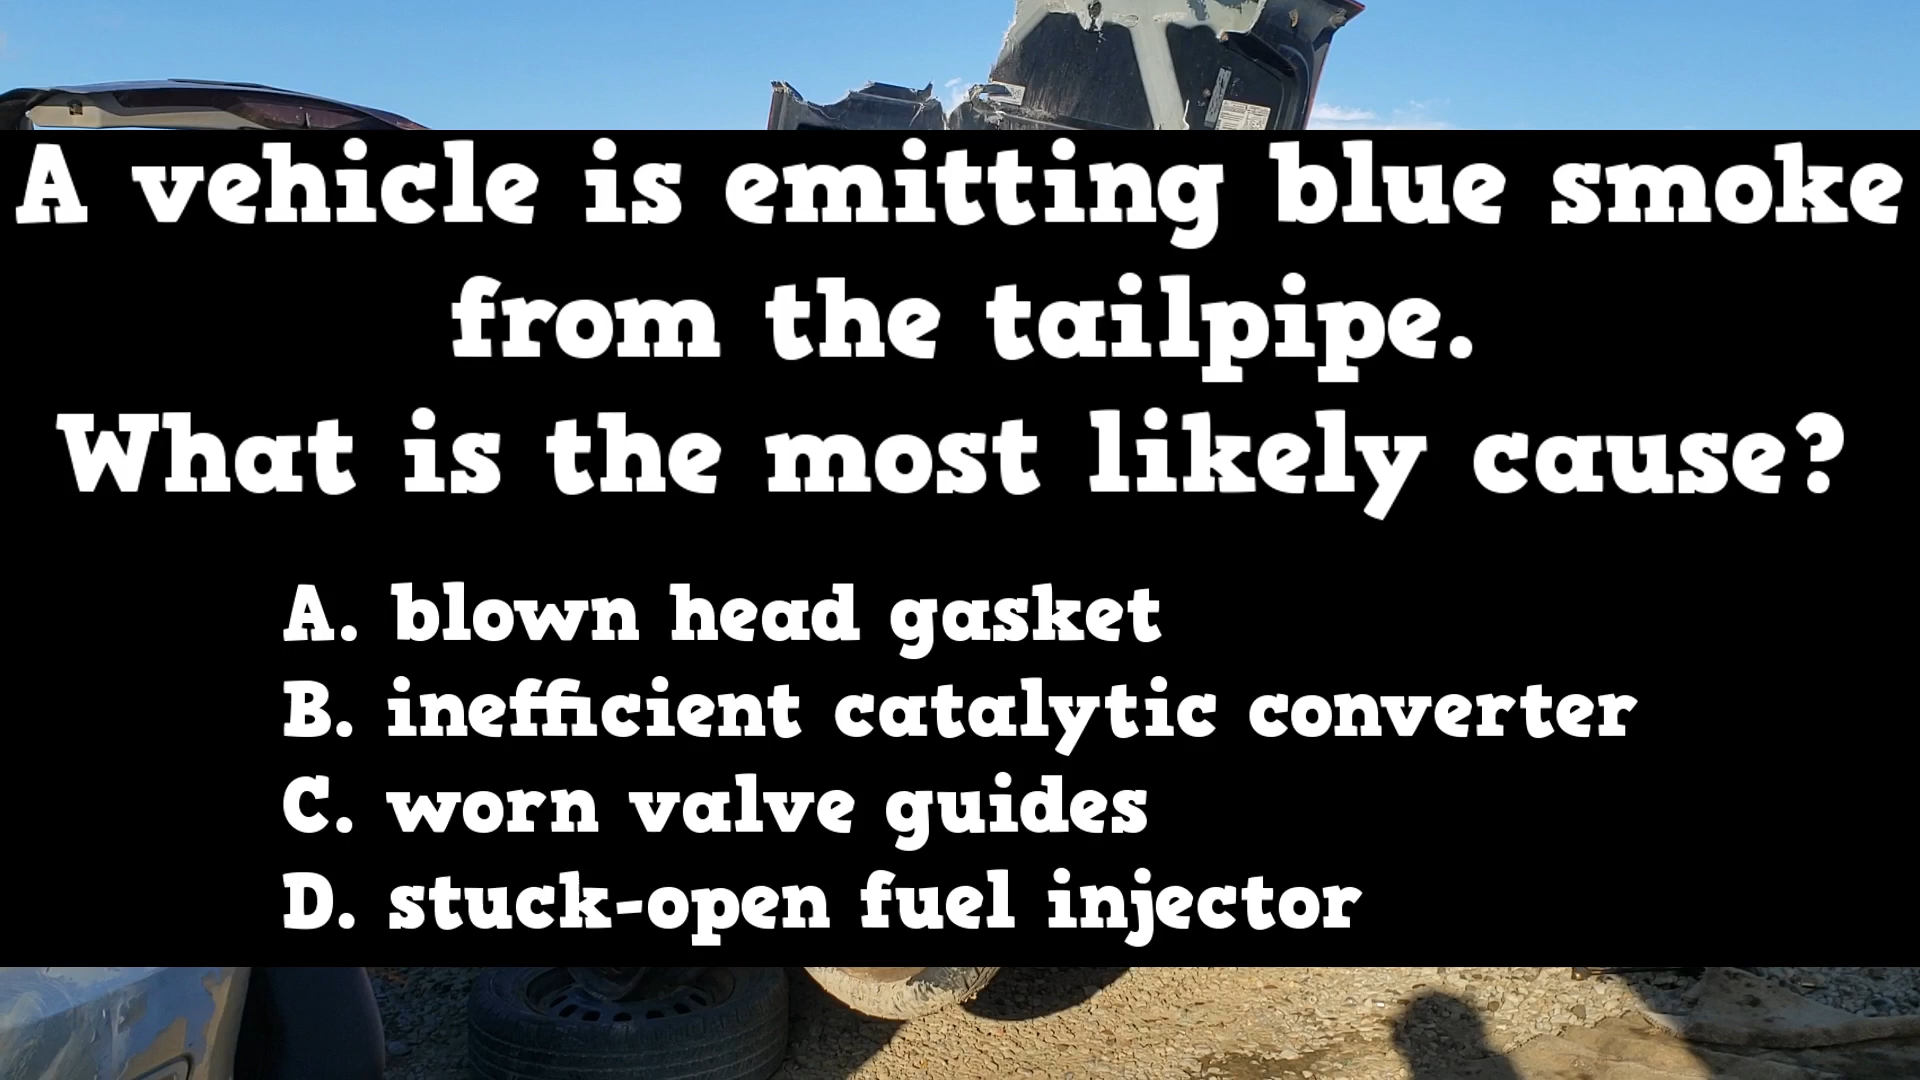 A vehicle is emitting blue smoke
from the tailpipe.
What is the most likely cause?
A. blown head gasket
B. inefficient catalytic converter
C. worn valve guides
D. stuck-open fuel injector